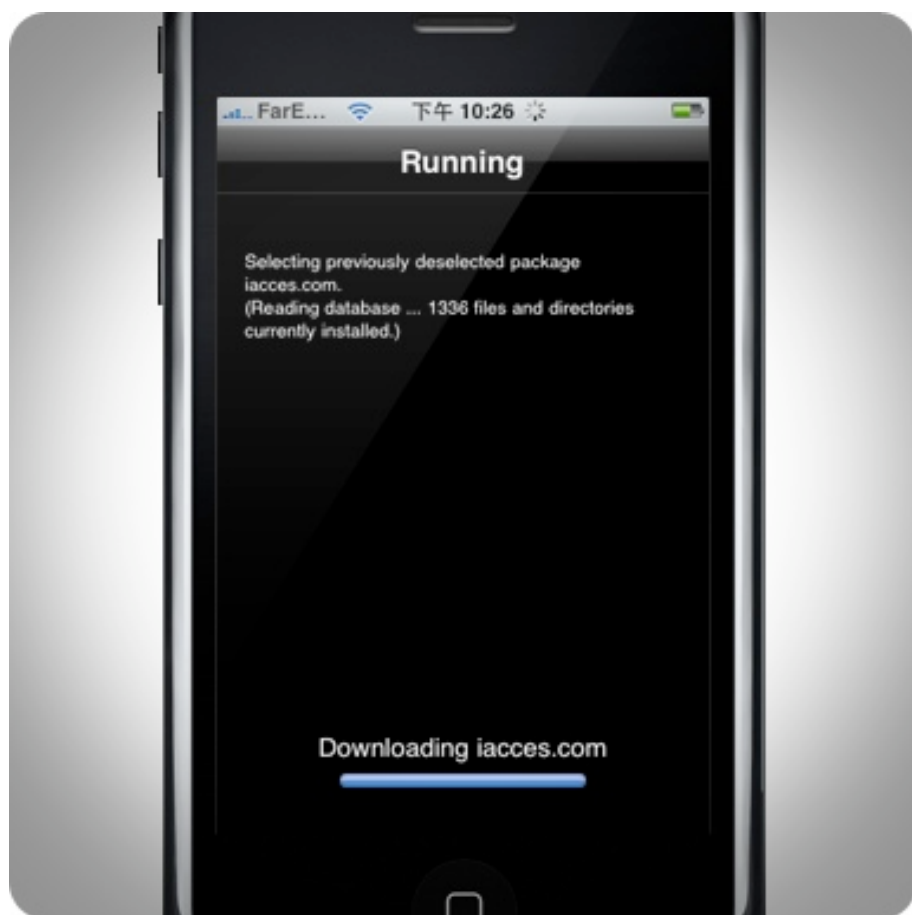 FarE... 下午 10:26
Running
Selecting previously deselected package
iacces.com.
(Reading database ... 1336 files and directories
currently installed.)
Downloading iacces.com